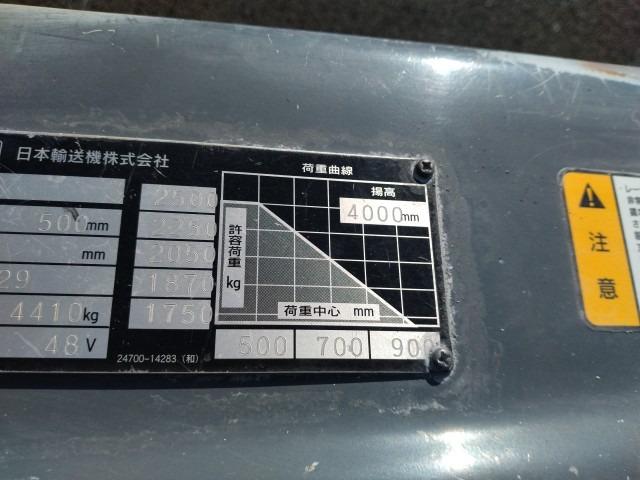 日本輸送機株式会社
500mm
mm
29
4410kg
48V
24700-14283 (和)
2500
2250
2050
1870
1750
荷重曲線
揚高
4000mm
許容荷重
kg
荷重中心 mm
500 700 900
注意